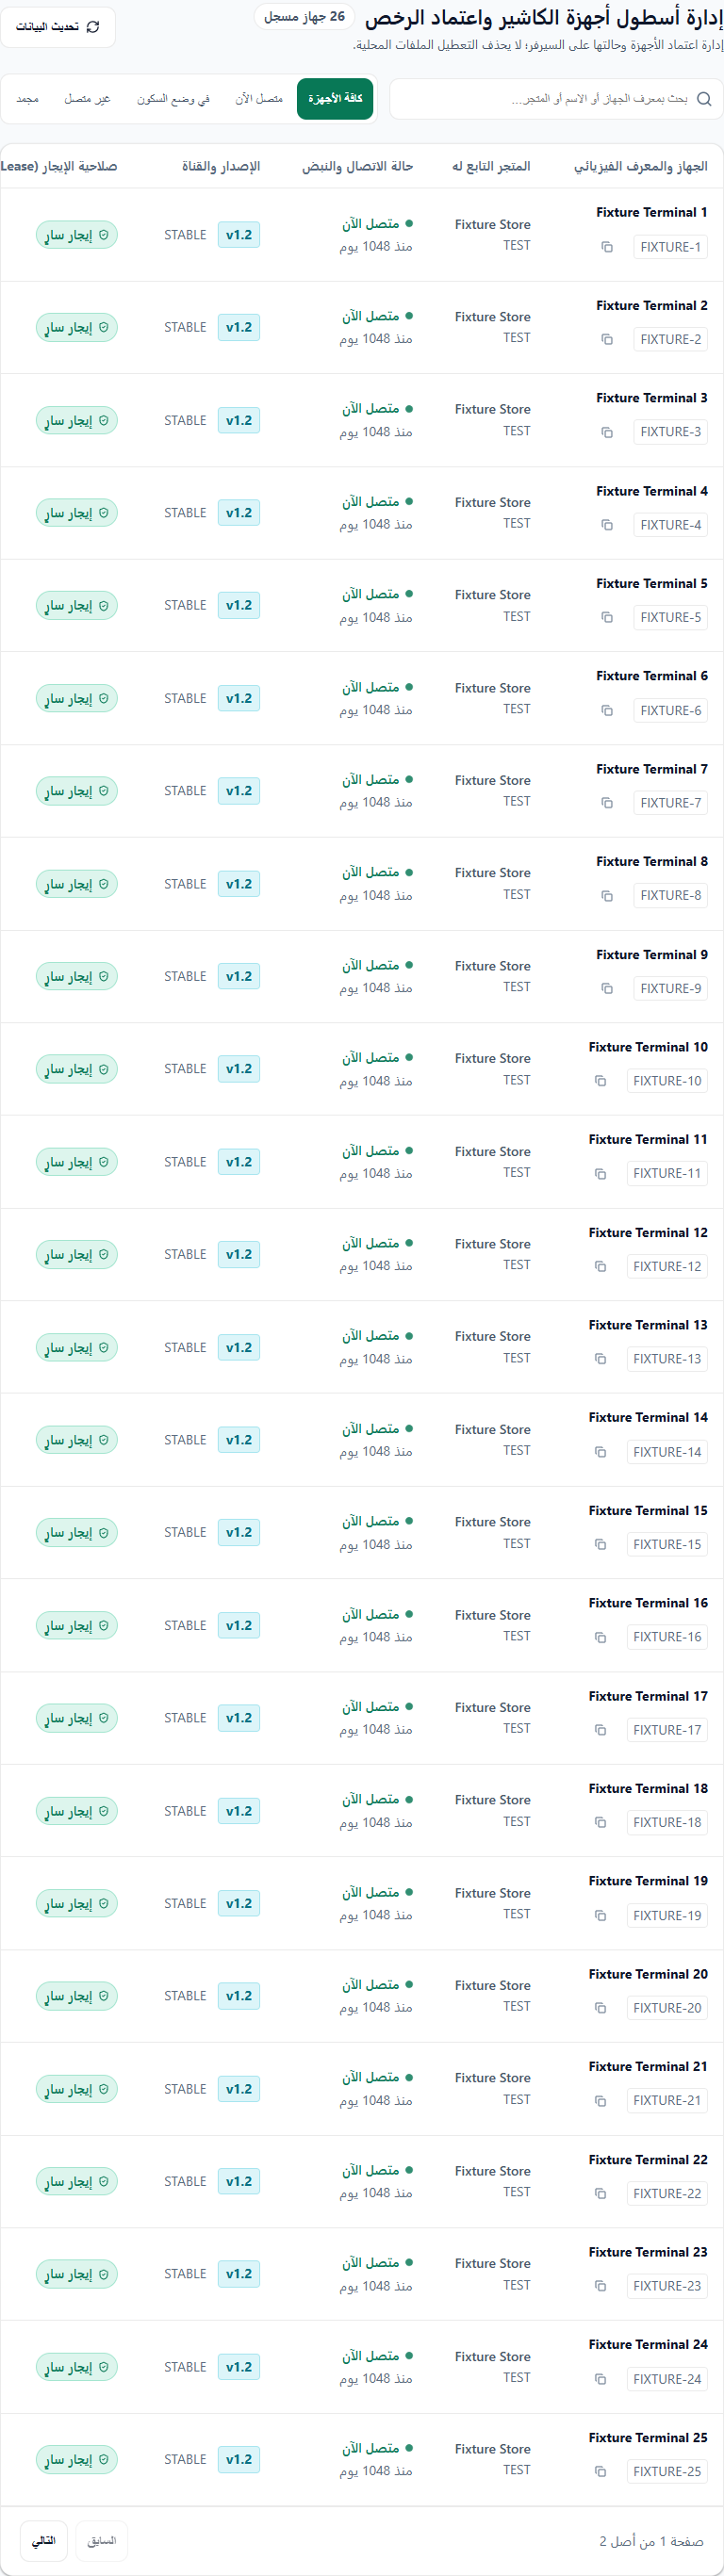 إدارة أسطول أجهزة الكاشير واعتماد الرخص
26 جهاز مسجل
إدارة اعتماد الأجهزة وحالتها على السيرفر؛ لا يحذف التعطيل الملفات المحلية.
تحديث البيانات
بحث بمعرف الجهاز أو الاسم أو المتجر...
كافة الأجهزة
متصل الآن
في وضع السكون
غير متصل
مجمد
الجهاز والمعرف الفيزيائي
المتجر التابع له
حالة الاتصال والنبض
الإصدار والقناة
صلاحية الإيجار (Lease
Fixture Terminal 1
FIXTURE-1
Fixture Store
TEST
متصل الآن
منذ 1048 يوم
v1.2 STABLE
إيجار سارٍ
Fixture Terminal 2
FIXTURE-2
Fixture Store
TEST
متصل الآن
منذ 1048 يوم
v1.2 STABLE
إيجار سارٍ
Fixture Terminal 3
FIXTURE-3
Fixture Store
TEST
متصل الآن
منذ 1048 يوم
v1.2 STABLE
إيجار سارٍ
Fixture Terminal 4
FIXTURE-4
Fixture Store
TEST
متصل الآن
منذ 1048 يوم
v1.2 STABLE
إيجار سارٍ
Fixture Terminal 5
FIXTURE-5
Fixture Store
TEST
متصل الآن
منذ 1048 يوم
v1.2 STABLE
إيجار سارٍ
Fixture Terminal 6
FIXTURE-6
Fixture Store
TEST
متصل الآن
منذ 1048 يوم
v1.2 STABLE
إيجار سارٍ
Fixture Terminal 7
FIXTURE-7
Fixture Store
TEST
متصل الآن
منذ 1048 يوم
v1.2 STABLE
إيجار سارٍ
Fixture Terminal 8
FIXTURE-8
Fixture Store
TEST
متصل الآن
منذ 1048 يوم
v1.2 STABLE
إيجار سارٍ
Fixture Terminal 9
FIXTURE-9
Fixture Store
TEST
متصل الآن
منذ 1048 يوم
v1.2 STABLE
إيجار سارٍ
Fixture Terminal 10
FIXTURE-10
Fixture Store
TEST
متصل الآن
منذ 1048 يوم
v1.2 STABLE
إيجار سارٍ
Fixture Terminal 11
FIXTURE-11
Fixture Store
TEST
متصل الآن
منذ 1048 يوم
v1.2 STABLE
إيجار سارٍ
Fixture Terminal 12
FIXTURE-12
Fixture Store
TEST
متصل الآن
منذ 1048 يوم
v1.2 STABLE
إيجار سارٍ
Fixture Terminal 13
FIXTURE-13
Fixture Store
TEST
متصل الآن
منذ 1048 يوم
v1.2 STABLE
إيجار سارٍ
Fixture Terminal 14
FIXTURE-14
Fixture Store
TEST
متصل الآن
منذ 1048 يوم
v1.2 STABLE
إيجار سارٍ
Fixture Terminal 15
FIXTURE-15
Fixture Store
TEST
متصل الآن
منذ 1048 يوم
v1.2 STABLE
إيجار سارٍ
Fixture Terminal 16
FIXTURE-16
Fixture Store
TEST
متصل الآن
منذ 1048 يوم
v1.2 STABLE
إيجار سارٍ
Fixture Terminal 17
FIXTURE-17
Fixture Store
TEST
متصل الآن
منذ 1048 يوم
v1.2 STABLE
إيجار سارٍ
Fixture Terminal 18
FIXTURE-18
Fixture Store
TEST
متصل الآن
منذ 1048 يوم
v1.2 STABLE
إيجار سارٍ
Fixture Terminal 19
FIXTURE-19
Fixture Store
TEST
متصل الآن
منذ 1048 يوم
v1.2 STABLE
إيجار سارٍ
Fixture Terminal 20
FIXTURE-20
Fixture Store
TEST
متصل الآن
منذ 1048 يوم
v1.2 STABLE
إيجار سارٍ
Fixture Terminal 21
FIXTURE-21
Fixture Store
TEST
متصل الآن
منذ 1048 يوم
v1.2 STABLE
إيجار سارٍ
Fixture Terminal 22
FIXTURE-22
Fixture Store
TEST
متصل الآن
منذ 1048 يوم
v1.2 STABLE
إيجار سارٍ
Fixture Terminal 23
FIXTURE-23
Fixture Store
TEST
متصل الآن
منذ 1048 يوم
v1.2 STABLE
إيجار سارٍ
Fixture Terminal 24
FIXTURE-24
Fixture Store
TEST
متصل الآن
منذ 1048 يوم
v1.2 STABLE
إيجار سارٍ
Fixture Terminal 25
FIXTURE-25
Fixture Store
TEST
متصل الآن
منذ 1048 يوم
v1.2 STABLE
إيجار سارٍ
صفحة 1 من أصل 2
السابق
التالي